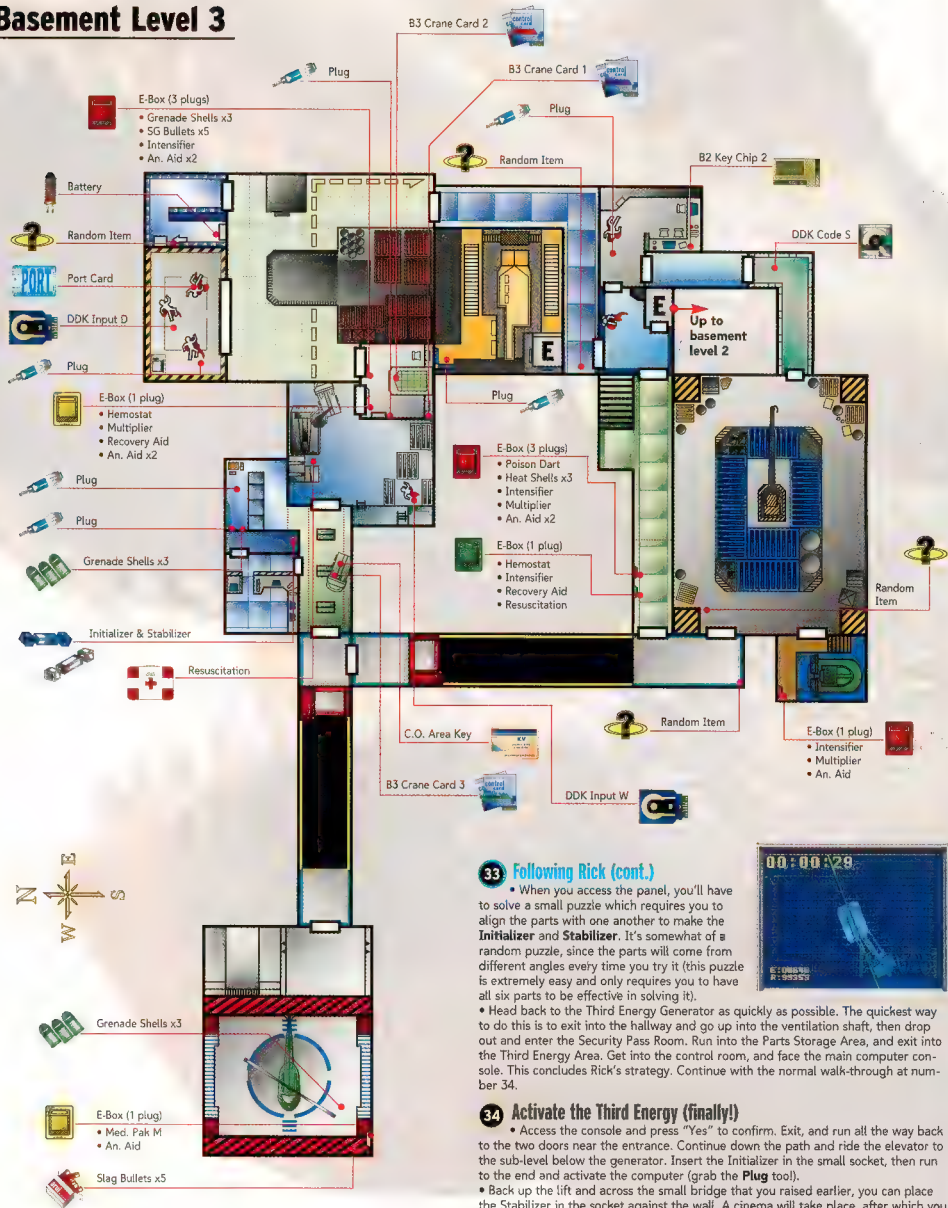 Basement Level 3
B3 Crane Card 2
B3 Crane Card 1
Plug
E-Box (3 plugs)
• Grenade Shells x3
• SG Bullets x5
• Intensifier
• An. Aid x2
Plug
Random Item
B2 Key Chip 2
Battery
Random Item
DDK Code S
PORT
Port Card
DDK Input D
E
Up to
basement
level 2
E
Plug
Plug
E-Box (1 plug)
• Hemostat
• Multiplier
• Recovery Aid
• An. Aid x2
E-Box (3 plugs)
• Poison Dart
• Heat Shells x3
• Intensifier
• Multiplier
• An. Aid x2
Plug
Plug
Grenade Shells x3
E-Box (1 plug)
• Hemostat
• Intensifier
• Recovery Aid
• Resuscitation
Random
Item
Initializer & Stabilizer
Resuscitation
Random Item
C.O. Area Key
E-Box (1 plug)
• Intensifier
• Multiplier
• An. Aid
B3 Crane Card 3
DDK Input W
N E S W
33 Following Rick (cont.)
• When you access the panel, you'll have
to solve a small puzzle which requires you to
align the parts with one another to make the
Initializer and Stabilizer. It's somewhat of a
random puzzle, since the parts will come from
different angles every time you try it (this puzzle
is extremely easy and only requires you to have
all six parts to be effective in solving it).
00:00:29
• Head back to the Third Energy Generator as quickly as possible. The quickest way
to do this is to exit into the hallway and go up into the ventilation shaft, then drop
out and enter the Security Pass Room. Run into the Parts Storage Area, and exit into
the Third Energy Area. Get into the control room, and face the main computer con-
sole. This concludes Rick's strategy. Continue with the normal walk-through at num-
ber 34.
Grenade Shells x3
E-Box (1 plug)
• Med. Pak M
• An. Aid
Slag Bullets x5
34 Activate the Third Energy (finally!)
• Access the console and press "Yes" to confirm. Exit, and run all the way back
to the two doors near the entrance. Continue down the path and ride the elevator to
the sub-level below the generator. Insert the Initializer in the small socket, then run
to the end and activate the computer (grab the Plug too!).
• Back up the lift and across the small bridge that you raised earlier, you can place
the Stabilizer in the socket against the wall. A cinema will take place, after which you